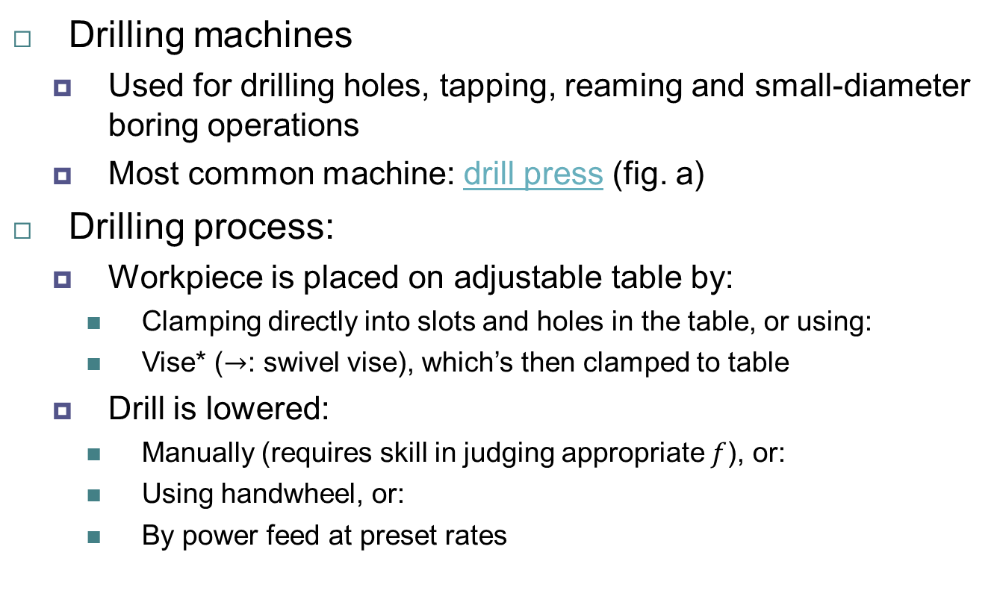 Drilling machines
Used for drilling holes, tapping, reaming and small-diameter
boring operations
Most common machine: drill press (fig. a)
Drilling process:
Workpiece is placed on adjustable table by:
Clamping directly into slots and holes in the table, or using:
Vise* (→: swivel vise), which’s then clamped to table
Drill is lowered:
Manually (requires skill in judging appropriate f), or:
Using handwheel, or:
By power feed at preset rates